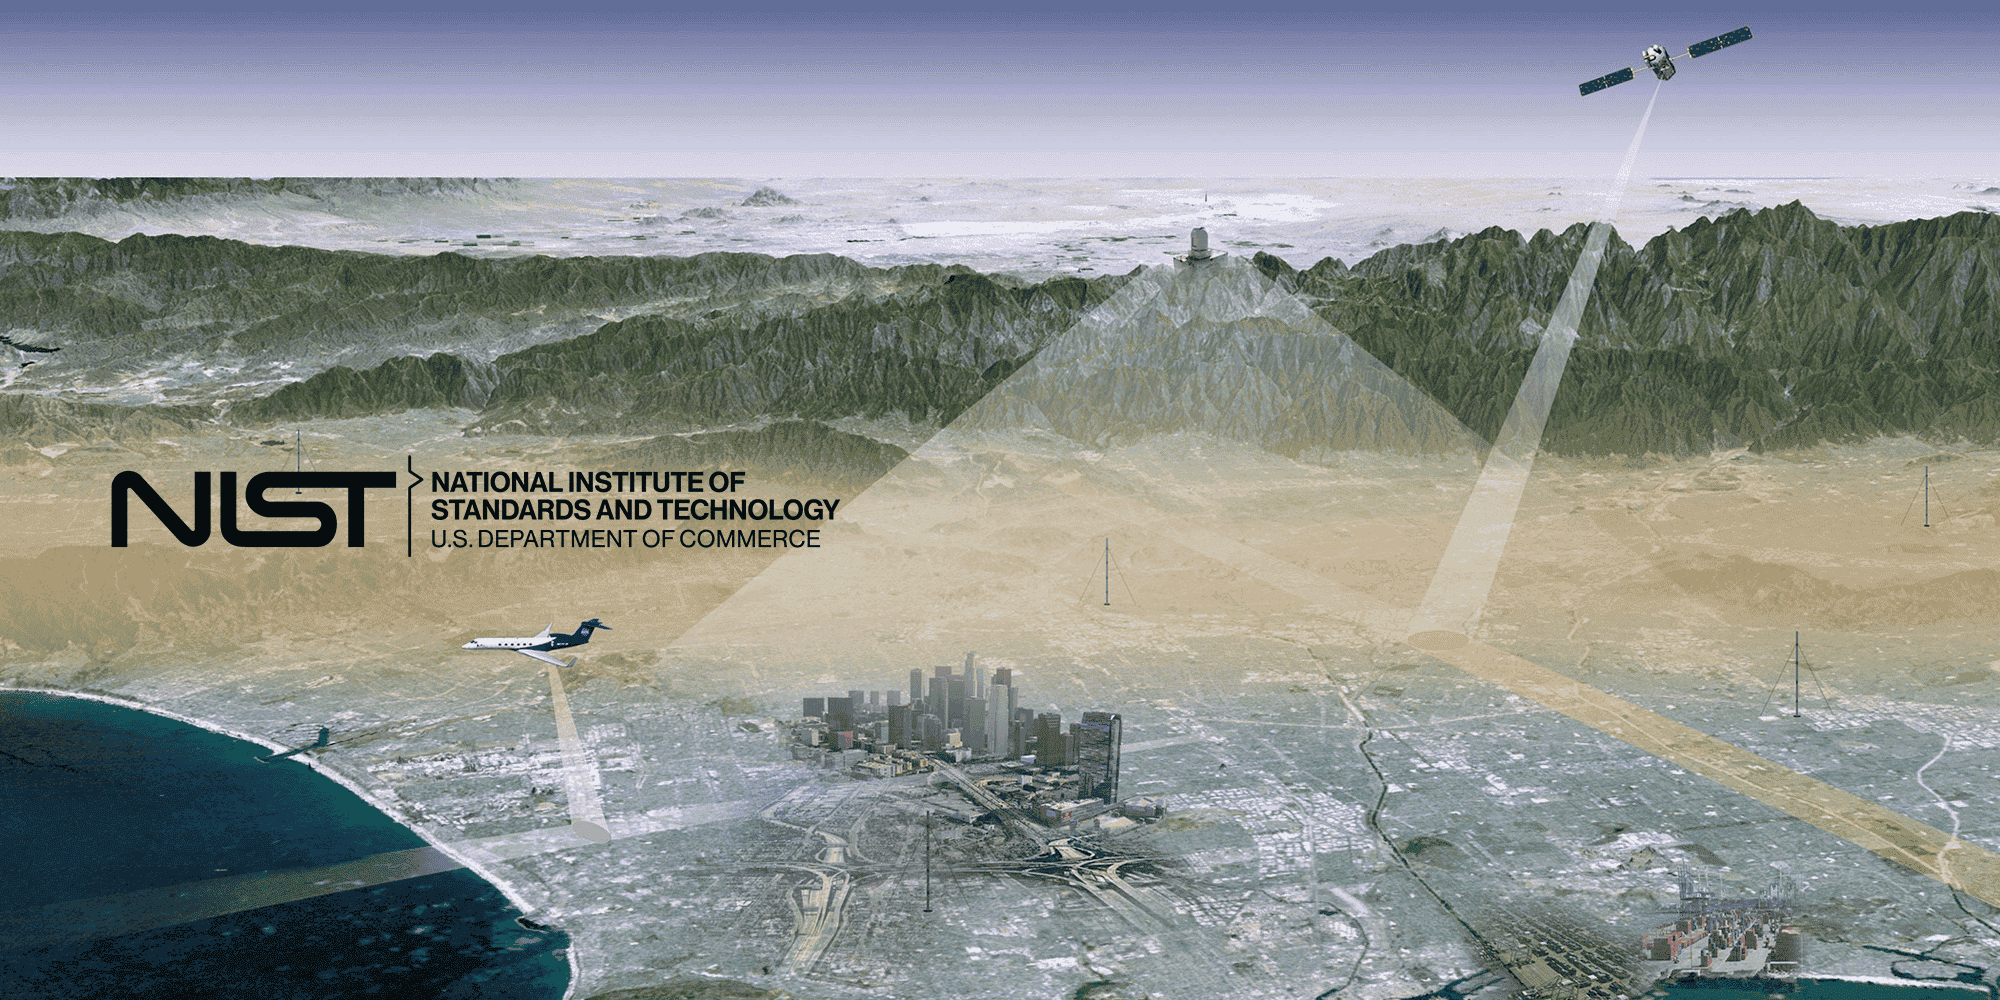 NIST
NATIONAL INSTITUTE OF
STANDARDS AND TECHNOLOGY
U.S. DEPARTMENT OF COMMERCE